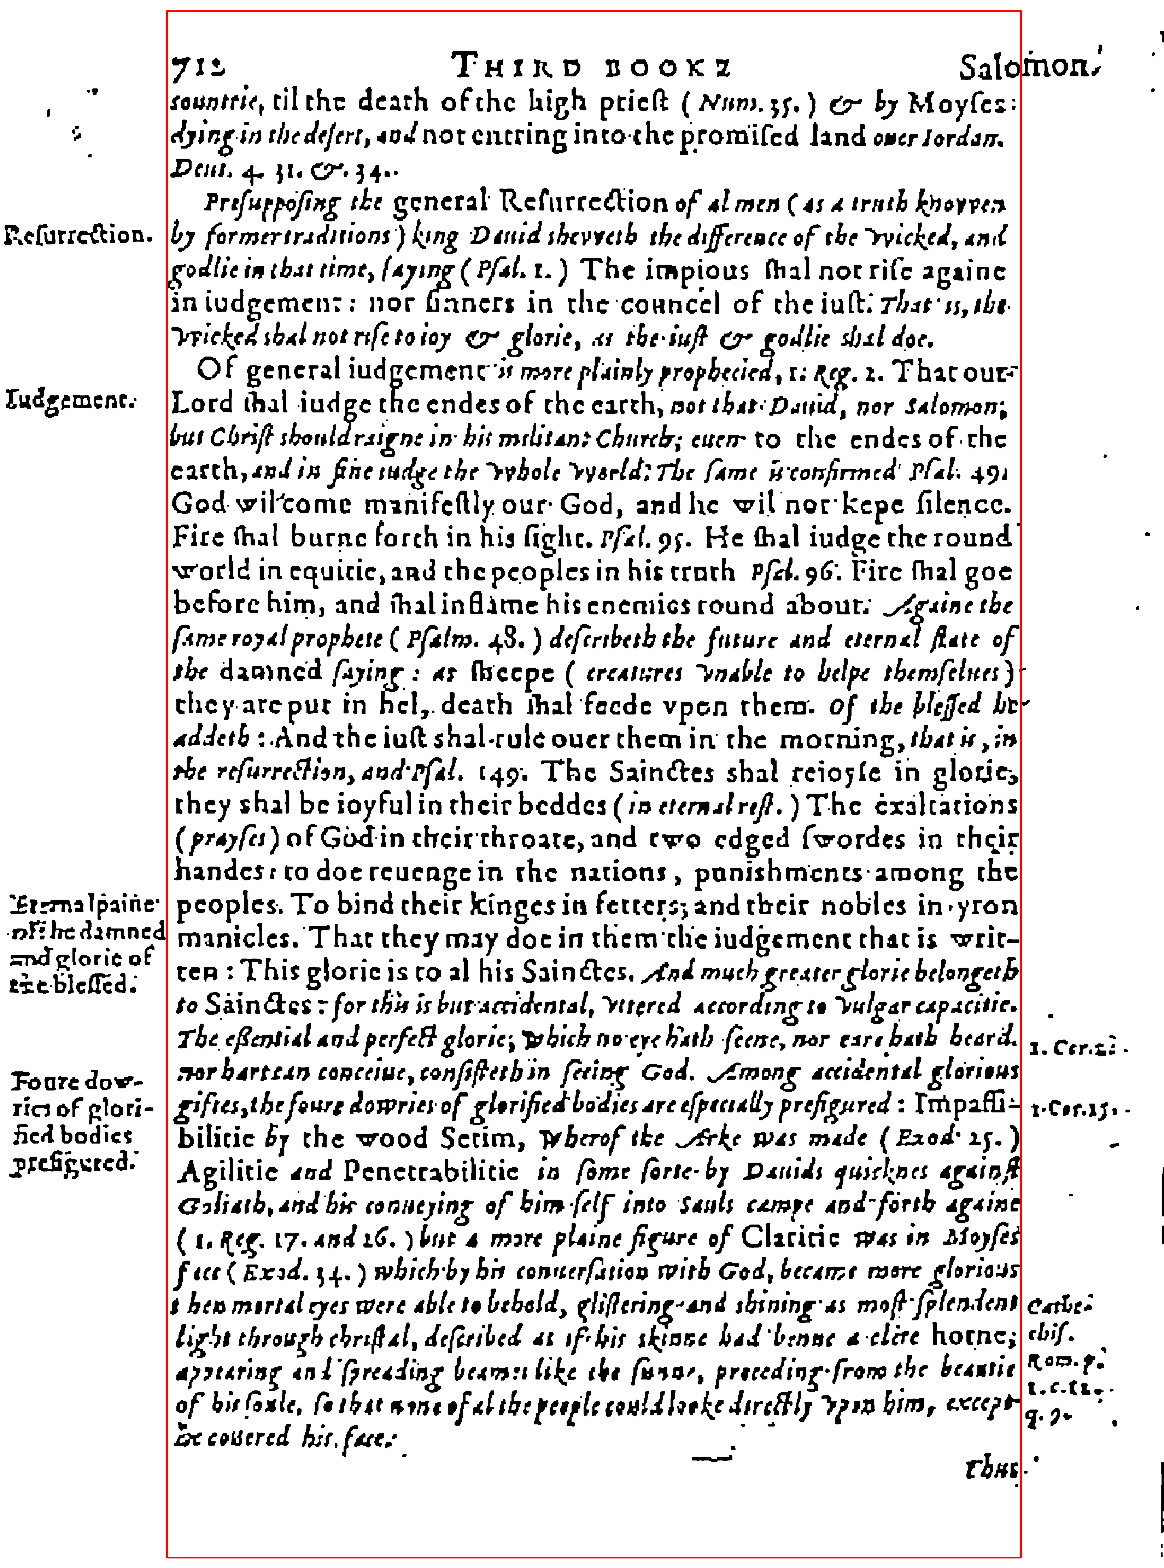 712 THIRD BOOKE Salomon.
countrie, til the death of the high priest (Num. 35.) & by Moyses:
dying in the desert, and not entring into the promised land ouer Iordan.
Deut. 4. 31. &. 34.
Presupposing the general Resurrection of al men (as a truth knovven
Resurrection.
by former traditions) king Dauid shevveth the difference of the vvicked, and
godlie in that time, saying (Psal. 1.) The impious shal not rise againe
in iudgement: nor sinners in the councel of the iust. That is, the
vvicked shal not rise to ioy & glorie, as the iust & godlie shal doe.
Of general iudgement is more plainly prophecied, 1. Reg. 2. That our
Iudgement.
Lord shal iudge the endes of the earth, not that Dauid, nor Salomon;
but Christ should raigne in his militant Church; euen to the endes of the
earth, and in fine iudge the vvhole vvorld: The same is confirmed Psal. 49.
God wil come manifestly our God, and he wil not kepe silence.
Fire shal burne forth in his sight. Psal. 95. He shal iudge the round
world in equitie, and the peoples in his truth Psal. 96. Fire shal goe
before him, and shal inflame his enemies round about. Againe the
same royal prophete (Psalm. 48.) describeth the future and eternal state of
the damned saying: as sheepe (creatures vnable to helpe themselues)
they are put in hel, death shal feede vpon them. Of the blessed he
addeth: And the iust shal rule ouer them in the morning, that is, in
the resurrection, and Psal. 149. The Sainctes shal reioyse in glorie,
they shal be ioyful in their beddes (in eternal rest.) The exaltations
(prayses) of God in their throate, and two edged swordes in their
handes: to doe reuenge in the nations, punishments among the
Eternal paine
of the damned
and glorie of
the blessed.
peoples. To bind their kinges in fetters; and their nobles in yron
manicles. That they may doe in them the iudgement that is writ-
ten: This glorie is to al his Sainctes. And much greater glorie belongeth
to Sainctes: for this is but accidental, vttered according to vulgar capacitie.
The essential and perfect glorie; which no eye hath seene, nor eare hath heard.
1. Cor. 2.
nor hart can conceiue, consisteth in seeing God. Among accidental glorious
Foure dow-
ries of glori-
fied bodies
prefigured.
giftes, the foure dowries of glorified bodies are especially prefigured: Impassi-
1. Cor. 15.
bilitie by the wood Setim, wherof the Arke was made (Exod. 25.)
Agilitie and Penetrabilitie in some sorte by Dauids quicknes against
Goliath, and his conueying of him self into Sauls campe and forth againe
(1. Reg. 17. and 26.) but a more plaine figure of Claritie was in Moyses
face (Exod. 34.) which by his conuersation with God, became more glorious
then mortal eyes were able to behold, glistering and shining as most splendent
Cathe-
chis.
Rom. p.
1. c. 12.
q. 9.
light through christal, described as if his skinne had benne a clere horne;
appearing and spreading beames like the sunne, proceding from the beautie
of his soule, so that none of al the people could looke directly vpon him, except
he couered his face.
Thus